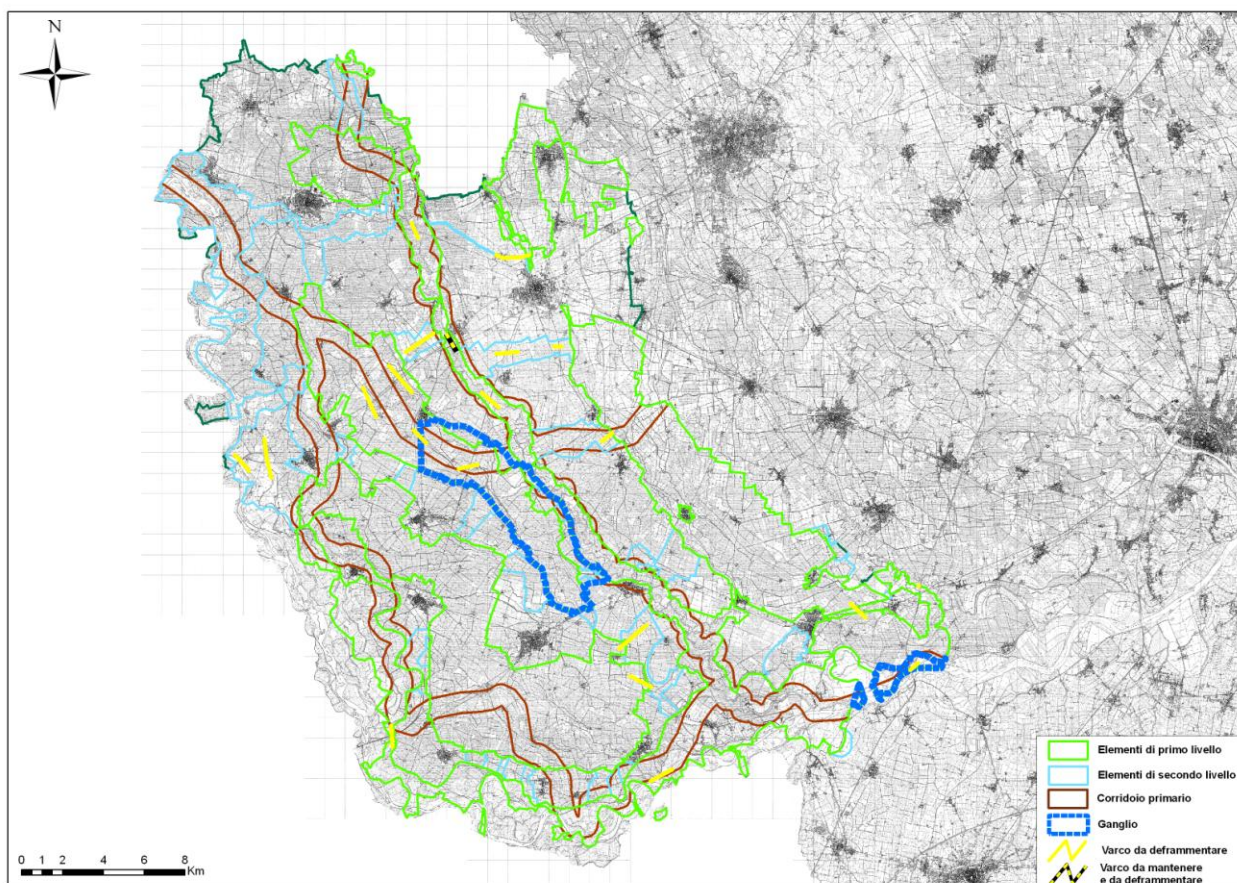 N
Elementi di primo livello
Elementi di secondo livello
Corridoio primario
Ganglio
Varco da deframmentare
Varco da mantenere
e da deframmentare
0 1 2 4 6 8
Km